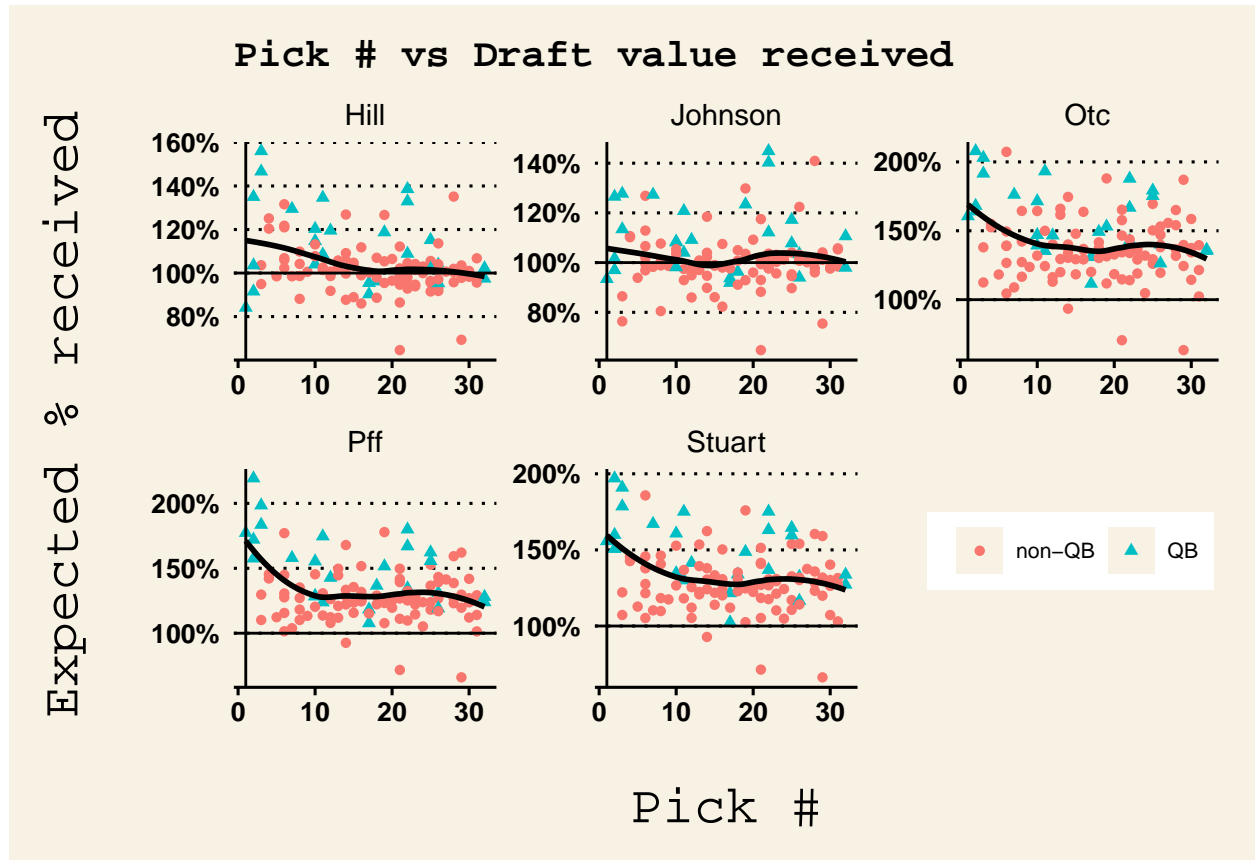 Pick # vs Draft value received
Expected % received
Hill
160%
140%
120%
100%
80%
0 10 20 30
Johnson
140%
120%
100%
80%
0 10 20 30
Otc
200%
150%
100%
0 10 20 30
Pff
200%
150%
100%
0 10 20 30
Stuart
200%
150%
100%
0 10 20 30
non−QB QB
Pick #